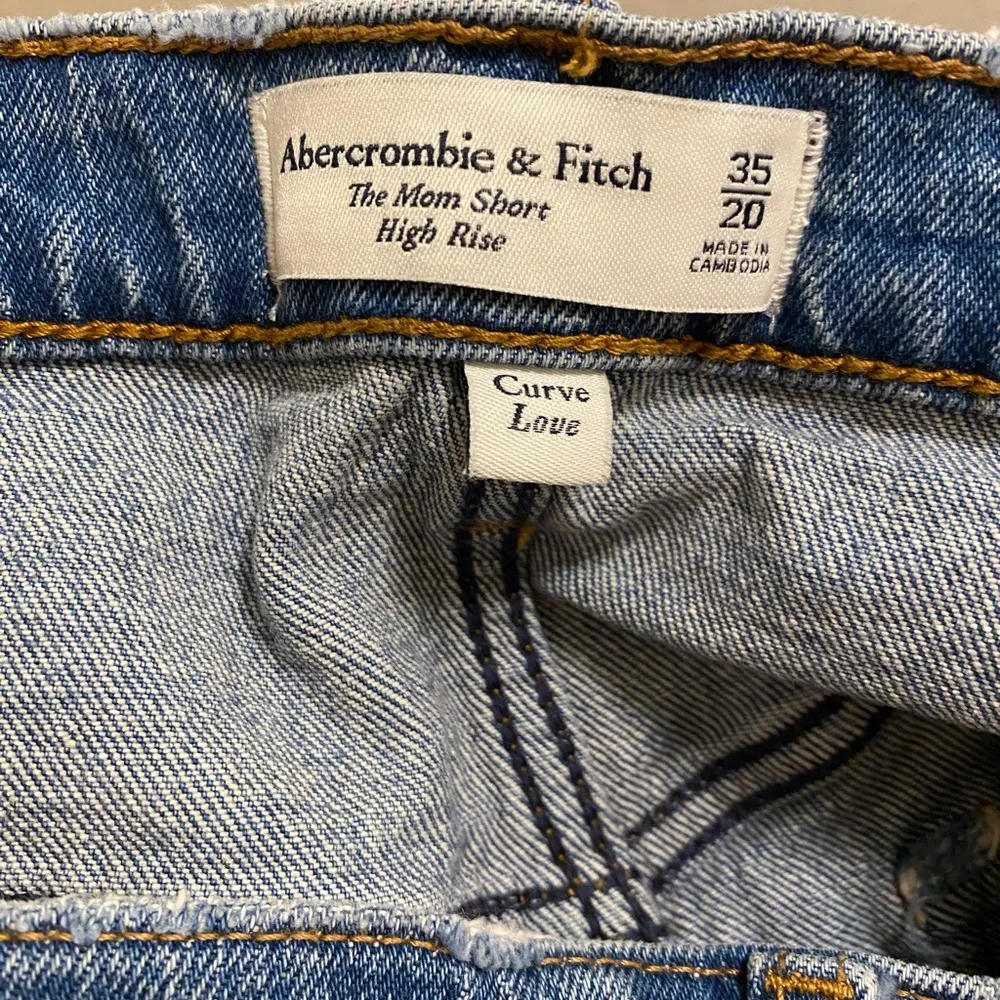 Abercrombie & Fitch
The Mom Short
High Rise
35
20
MADE IN
CAMBODIA
Curve
Love